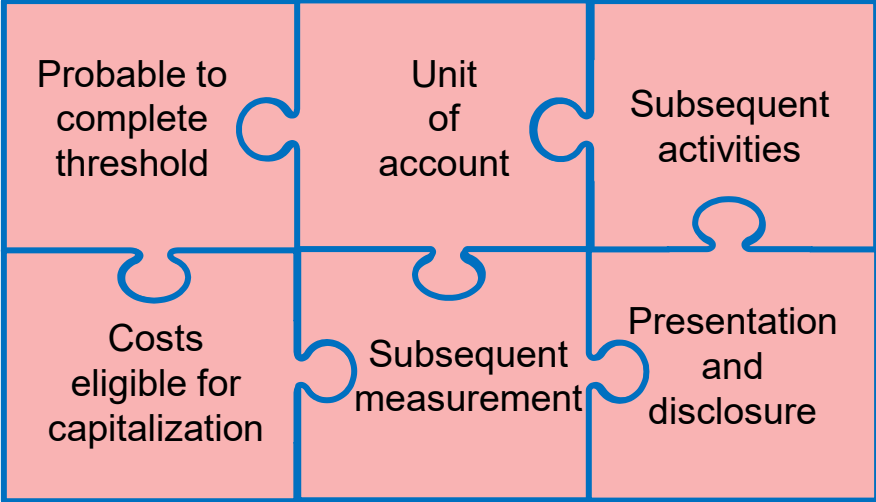 Probable to
complete
threshold
Unit
of
account
Subsequent
activities
Costs
eligible for
capitalization
Subsequent
measurement
Presentation
and
disclosure